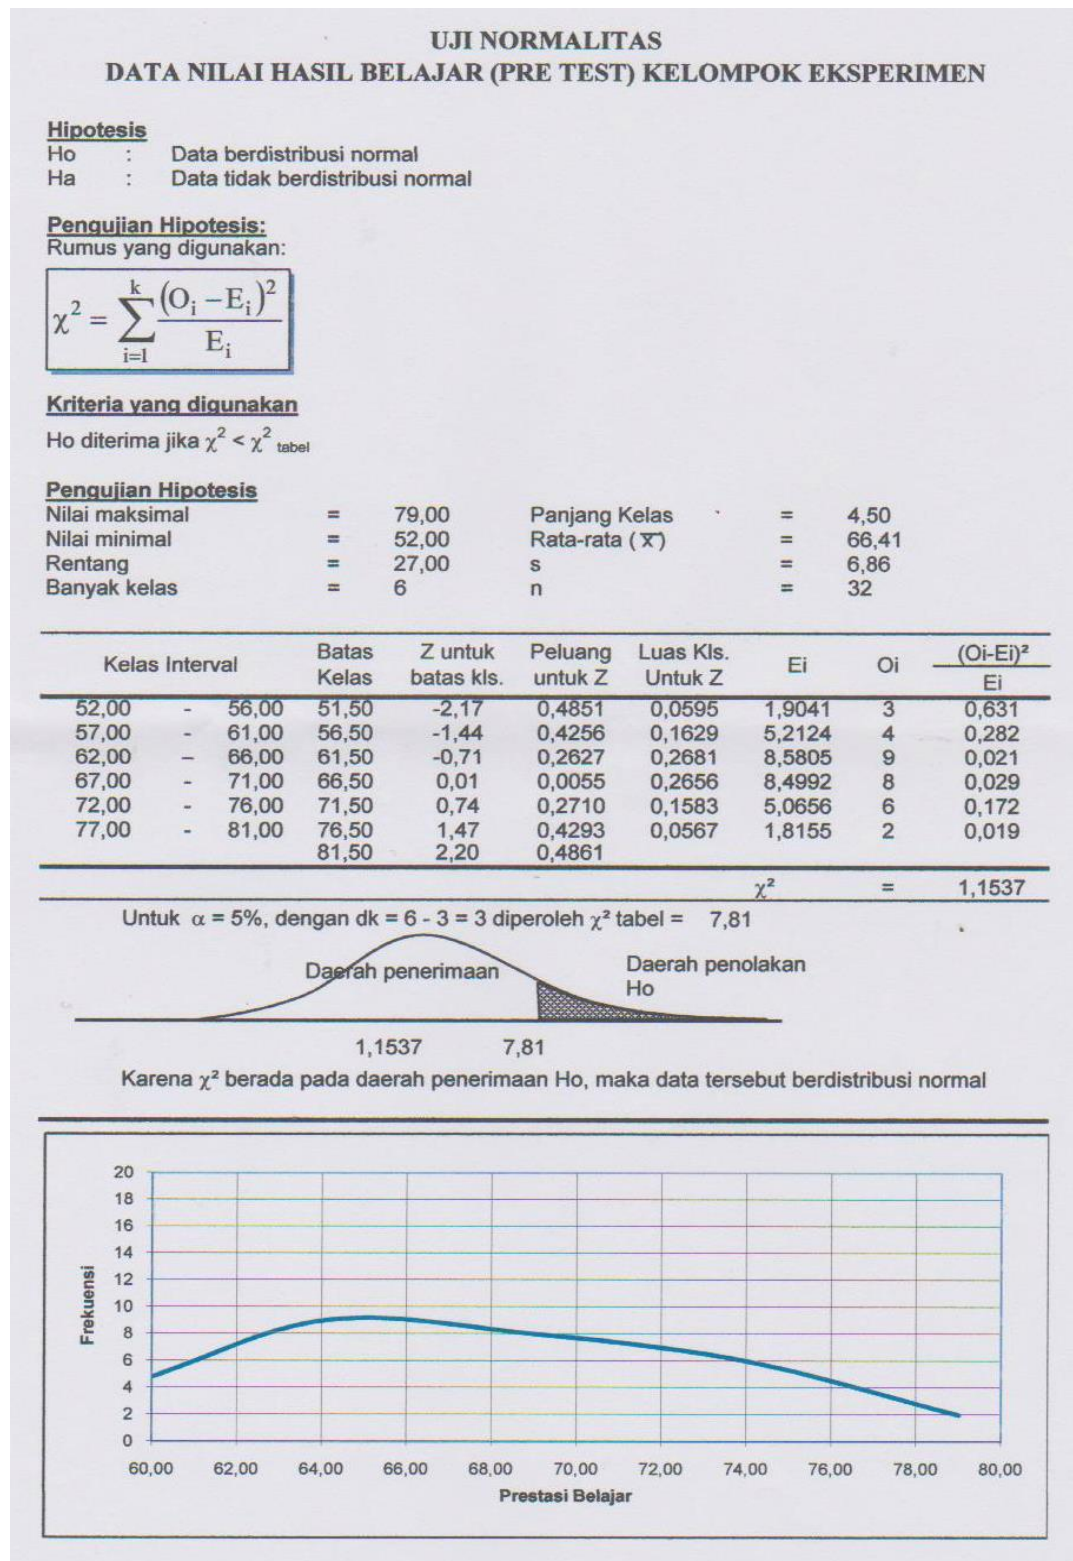 UJI NORMALITAS
DATA NILAI HASIL BELAJAR (PRE TEST) KELOMPOK EKSPERIMEN
Hipotesis
Ho : Data berdistribusi normal
Ha : Data tidak berdistribusi normal
Pengujian Hipotesis:
Rumus yang digunakan:
χ² = ∑_{i=1}^{k} (O_i – E_i)² / E_i
Kriteria yang digunakan
Ho diterima jika χ² < χ² tabel
Pengujian Hipotesis
Nilai maksimal = 79,00 Panjang Kelas = 4,50
Nilai minimal = 52,00 Rata-rata ( x̅ ) = 66,41
Rentang = 27,00 s = 6,86
Banyak kelas = 6 n = 32
Kelas Interval Batas Kelas Z untuk batas kls. Peluang untuk Z Luas Kls. Untuk Z Ei Oi (Oi-Ei)² / Ei
52,00 - 56,00 51,50 -2,17 0,4851 0,0595 1,9041 3 0,631
57,00 - 61,00 56,50 -1,44 0,4256 0,1629 5,2124 4 0,282
62,00 – 66,00 61,50 -0,71 0,2627 0,2681 8,5805 9 0,021
67,00 - 71,00 66,50 0,01 0,0055 0,2656 8,4992 8 0,029
72,00 - 76,00 71,50 0,74 0,2710 0,1583 5,0656 6 0,172
77,00 - 81,00 76,50 1,47 0,4293 0,0567 1,8155 2 0,019
81,50 2,20 0,4861
χ² = 1,1537
Untuk α = 5%, dengan dk = 6 - 3 = 3 diperoleh χ² tabel = 7,81
Daerah penerimaan
Daerah penolakan
Ho
1,1537 7,81
Karena χ² berada pada daerah penerimaan Ho, maka data tersebut berdistribusi normal
20
18
16
14
12
10
8
6
4
2
0
Frekuensi
60,00 62,00 64,00 66,00 68,00 70,00 72,00 74,00 76,00 78,00 80,00
Prestasi Belajar